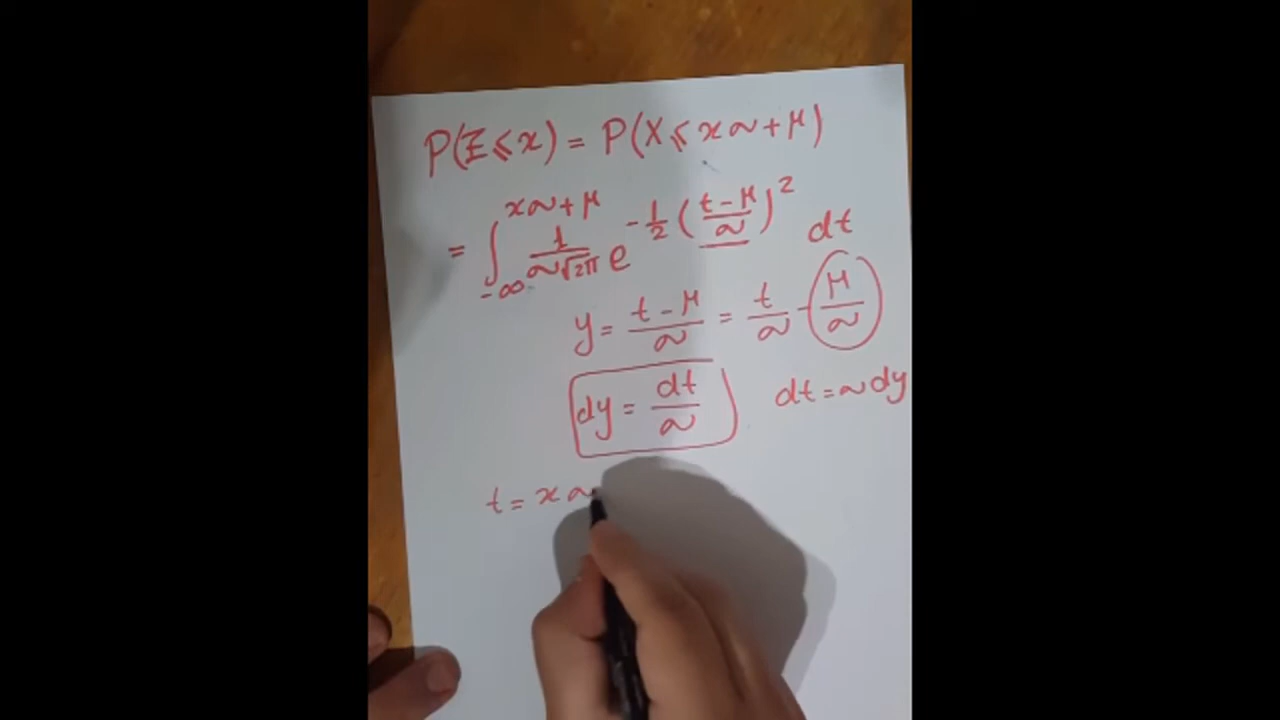 P(Z⩽x) = P(X⩽xσ+μ)
= ∫_{-∞}^{xσ+μ} 1/(σ√2π) e^{-1/2 ((t-μ)/σ)^2} dt
y = (t-μ)/σ = t/σ - μ/σ
dy = dt/σ dt = σdy
t = xσ